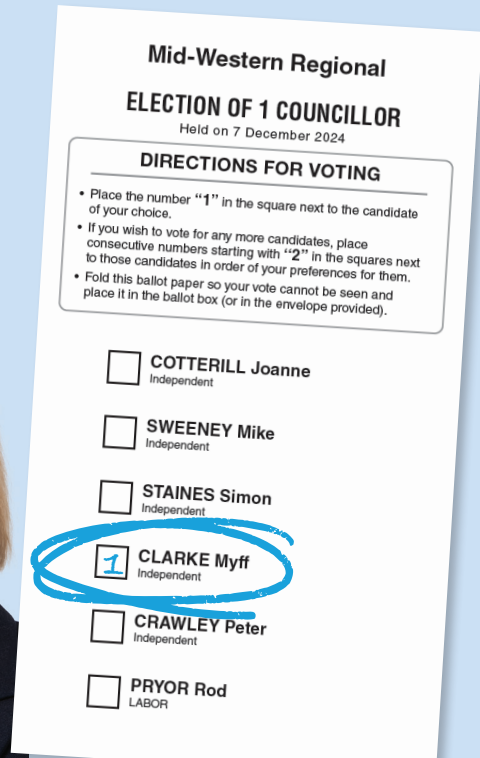 Mid-Western Regional
ELECTION OF 1 COUNCILLOR
Held on 7 December 2024
DIRECTIONS FOR VOTING
• Place the number “1” in the square next to the candidate
of your choice.
• If you wish to vote for any more candidates, place
consecutive numbers starting with “2” in the squares next
to those candidates in order of your preferences for them.
• Fold this ballot paper so your vote cannot be seen and
place it in the ballot box (or in the envelope provided).
COTTERILL Joanne
Independent
SWEENEY Mike
Independent
STAINES Simon
Independent
1 CLARKE Myff
Independent
CRAWLEY Peter
Independent
PRYOR Rod
LABOR